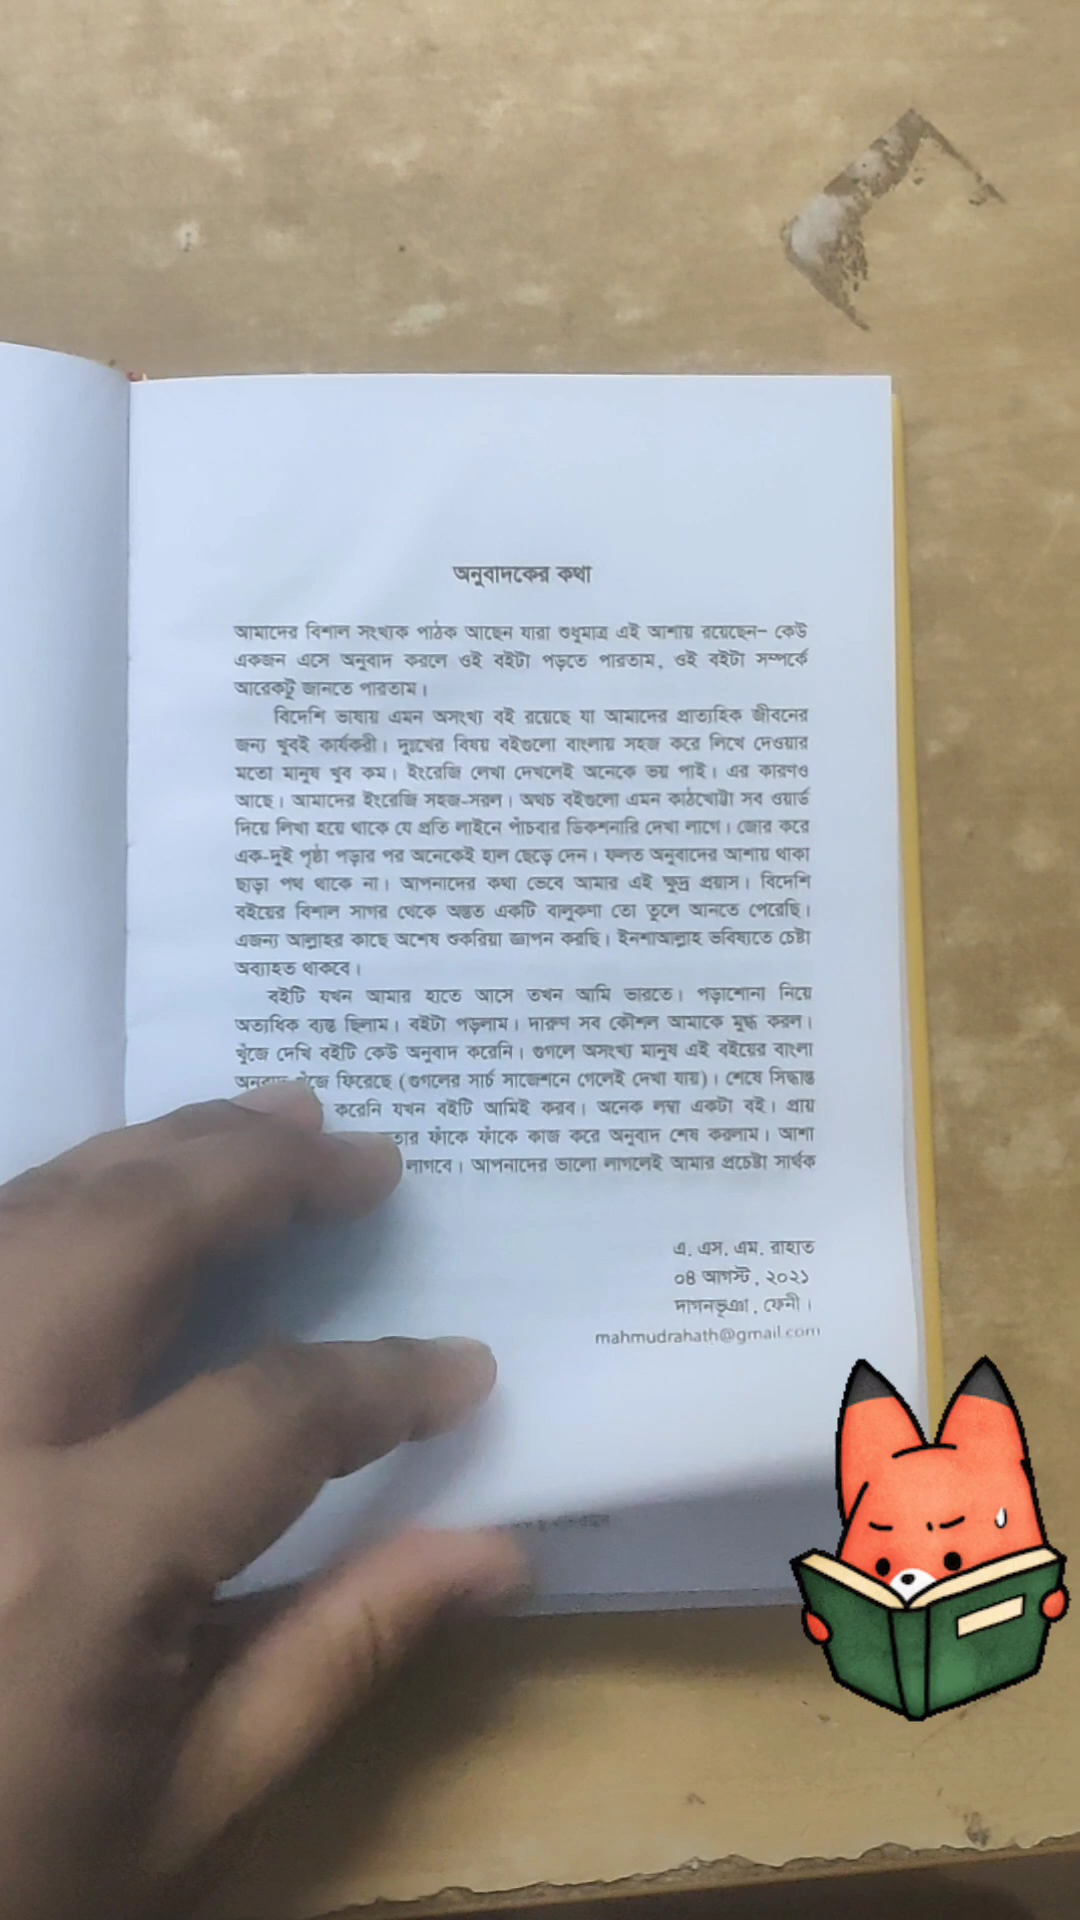 অনুবাদকের কথা
আমাদের বিশাল সংখ্যক পাঠক আছেন যারা শুধুমাত্র এই আশায় রয়েছেন– কেউ
একজন এসে অনুবাদ করলে ওই বইটা পড়তে পারতাম, ওই বইটা সম্পর্কে
আরেকটু জানতে পারতাম।
বিদেশি ভাষায় এমন অসংখ্য বই রয়েছে যা আমাদের প্রাত্যহিক জীবনের
জন্য খুবই কার্যকরী। দুঃখের বিষয় বইগুলো বাংলায় সহজ করে লিখে দেওয়ার
মতো মানুষ খুব কম। ইংরেজি লেখা দেখলেই অনেকে ভয় পাই। এর কারণও
আছে। আমাদের ইংরেজি সহজ-সরল। অথচ বইগুলো এমন কাঠখোট্টা সব ওয়ার্ড
দিয়ে লিখা হয়ে থাকে যে প্রতি লাইনে পাঁচবার ডিকশনারি দেখা লাগে। জোর করে
এক-দুই পৃষ্ঠা পড়ার পর অনেকেই হাল ছেড়ে দেন। ফলত অনুবাদের আশায় থাকা
ছাড়া পথ থাকে না। আপনাদের কথা ভেবে আমার এই ক্ষুদ্র প্রয়াস। বিদেশি
বইয়ের বিশাল সাগর থেকে অন্তত একটি বালুকণা তো তুলে আনতে পেরেছি।
এজন্য আল্লাহর কাছে অশেষ শুকরিয়া জ্ঞাপন করছি। ইনশাআল্লাহ ভবিষ্যতে চেষ্টা
অব্যাহত থাকবে।
বইটি যখন আমার হাতে আসে তখন আমি ভারতে। পড়াশোনা নিয়ে
অত্যধিক ব্যস্ত ছিলাম। বইটা পড়লাম। দারুণ সব কৌশল আমাকে মুগ্ধ করল।
খুঁজে দেখি বইটি কেউ অনুবাদ করেনি। গুগলে অসংখ্য মানুষ এই বইয়ের বাংলা
অনুবাদ খুঁজে ফিরেছে (গুগলের সার্চ সাজেশনে গেলেই দেখা যায়)। শেষে সিদ্ধান্ত
করেনি যখন বইটি আমিই করব। অনেক লম্বা একটা বই। প্রায়
ফাঁকে ফাঁকে কাজ করে অনুবাদ শেষ করলাম। আশা
লাগবে। আপনাদের ভালো লাগলেই আমার প্রচেষ্টা সার্থক
এ. এস. এম. রাহাত
০৪ আগস্ট, ২০২১
দাগনভূঞা, ফেনী।
mahmudrahath@gmail.com